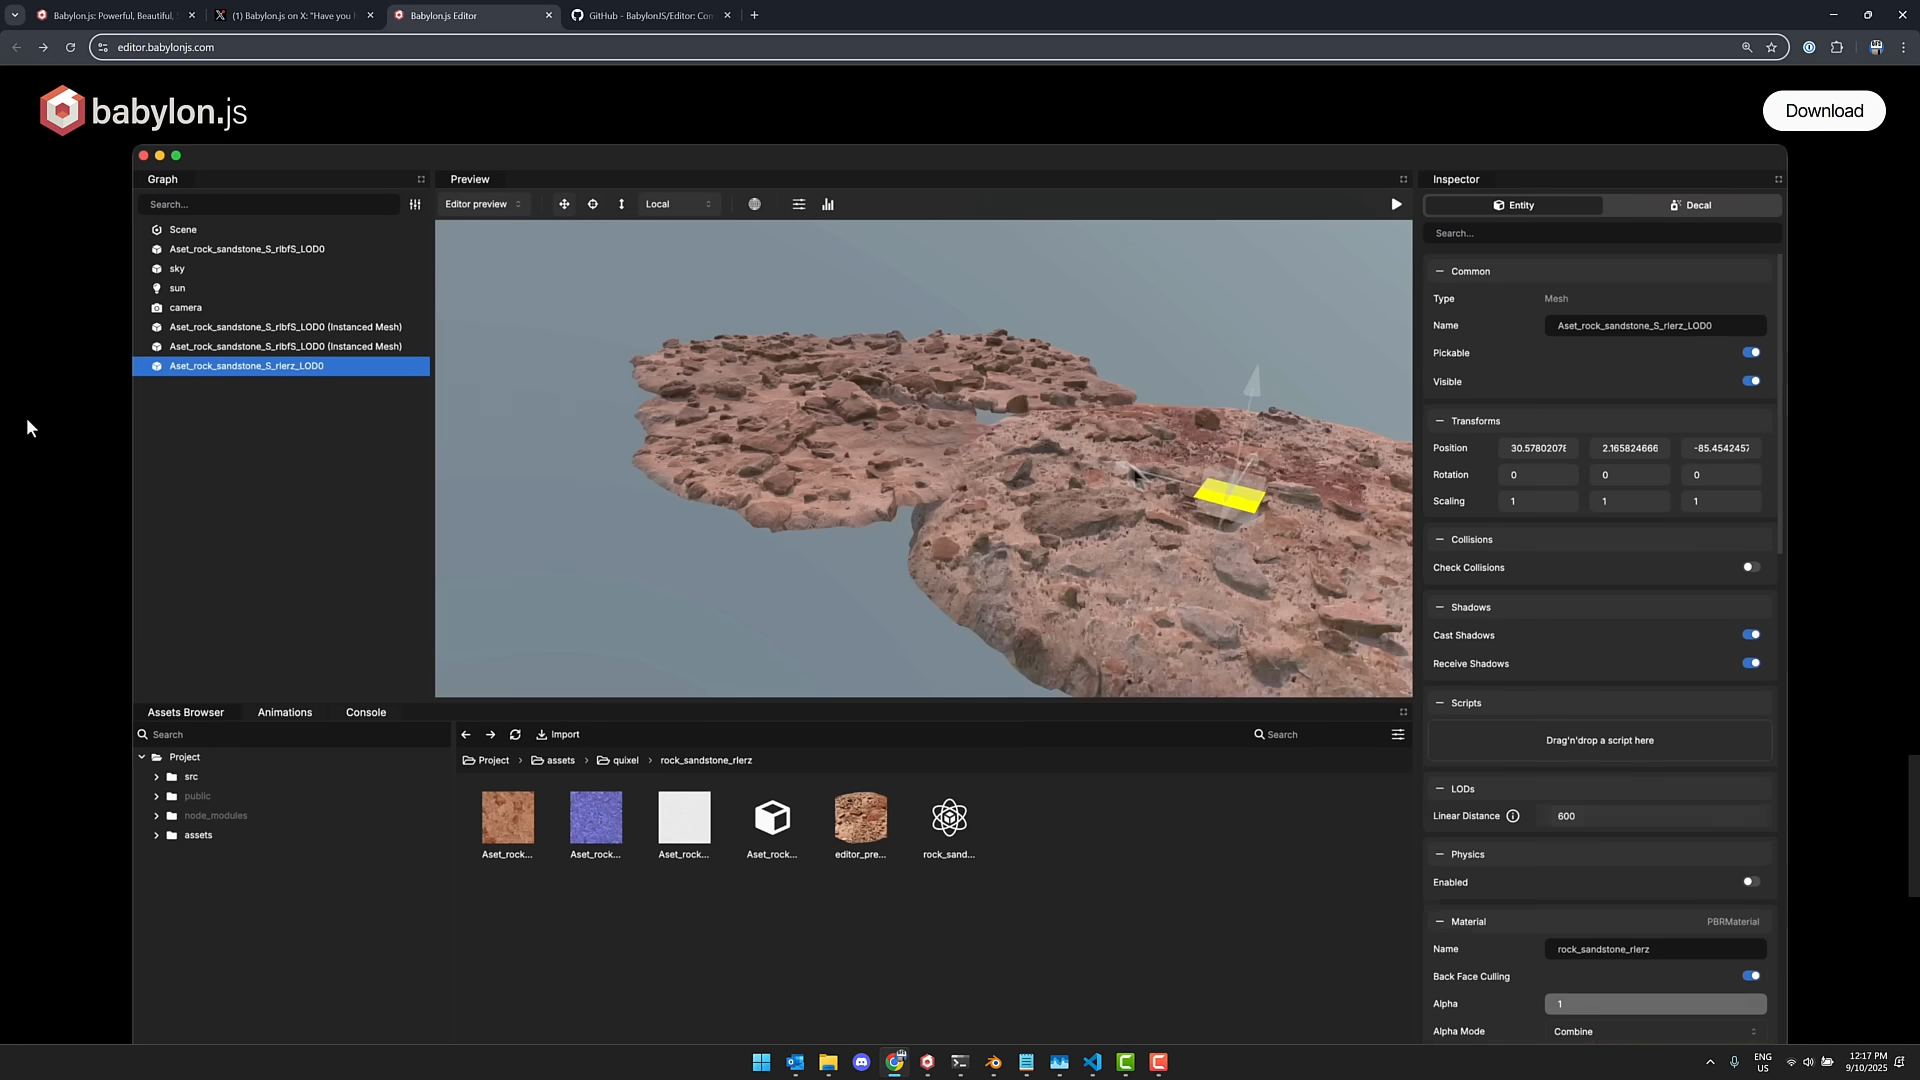 Babylon.js: Powerful, Beautiful,
(1) Babylon.js on X: "Have you
Babylon.js Editor
GitHub - BabylonJS/Editor: Con
editor.babylonjs.com
babylon.js
Download
Graph
Preview
Inspector
Search...
Editor preview
Local
Entity
Decal
Search...
Scene
Aset_rock_sandstone_S_rlbfS_LOD0
sky
sun
camera
Aset_rock_sandstone_S_rlbfS_LOD0 (Instanced Mesh)
Aset_rock_sandstone_S_rlbfS_LOD0 (Instanced Mesh)
Aset_rock_sandstone_S_rlerz_LOD0
Common
Type Mesh
Name Aset_rock_sandstone_S_rlerz_LOD0
Pickable
Visible
Transforms
Position 30.5780207 2.165824666 -85.4542457
Rotation 0 0 0
Scaling 1 1 1
Collisions
Check Collisions
Shadows
Cast Shadows
Receive Shadows
Scripts
Drag'n'drop a script here
LODs
Linear Distance 600
Physics
Enabled
Material PBRMaterial
Name rock_sandstone_rlerz
Back Face Culling
Alpha 1
Alpha Mode Combine
Assets Browser Animations Console
Search
Import
Search
Project
src
public
node_modules
assets
Project > assets > quixel > rock_sandstone_rlerz
Aset_rock... Aset_rock... Aset_rock... Aset_rock... editor_pre... rock_sand...
ENG
US
12:17 PM
9/10/2025